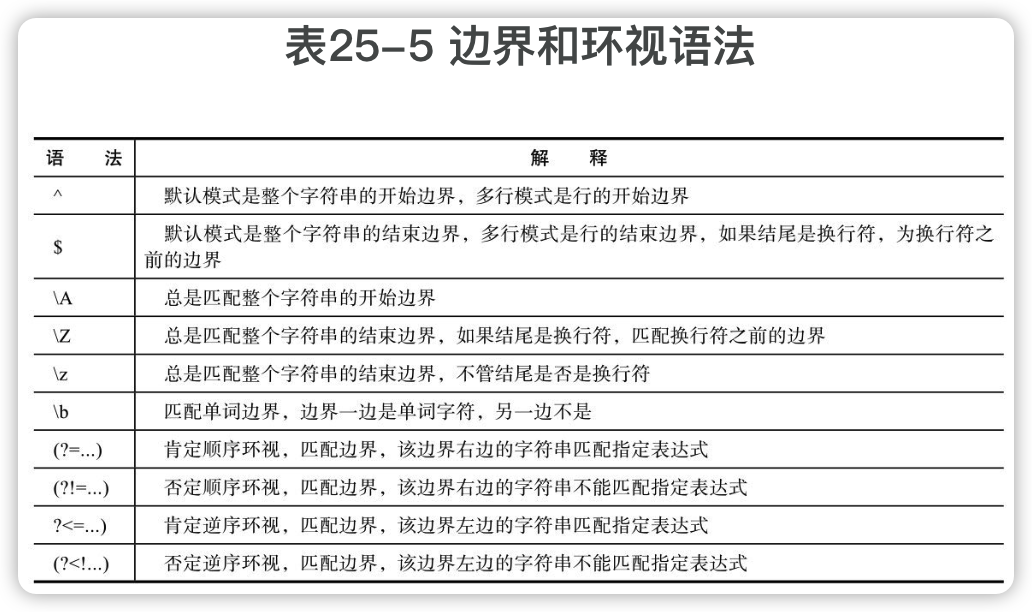 表25-5 边界和环视语法
语 法 解 释
^ 默认模式是整个字符串的开始边界，多行模式是行的开始边界
$ 默认模式是整个字符串的结束边界，多行模式是行的结束边界，如果结尾是换行符，为换行符之
前的边界
\A 总是匹配整个字符串的开始边界
\Z 总是匹配整个字符串的结束边界，如果结尾是换行符，匹配换行符之前的边界
\z 总是匹配整个字符串的结束边界，不管结尾是否是换行符
\b 匹配单词边界，边界一边是单词字符，另一边不是
(?=...) 肯定顺序环视，匹配边界，该边界右边的字符串匹配指定表达式
(?!=...) 否定顺序环视，匹配边界，该边界右边的字符串不能匹配指定表达式
?<=...) 肯定逆序环视，匹配边界，该边界左边的字符串匹配指定表达式
(?<!...) 否定逆序环视，匹配边界，该边界左边的字符串不能匹配指定表达式